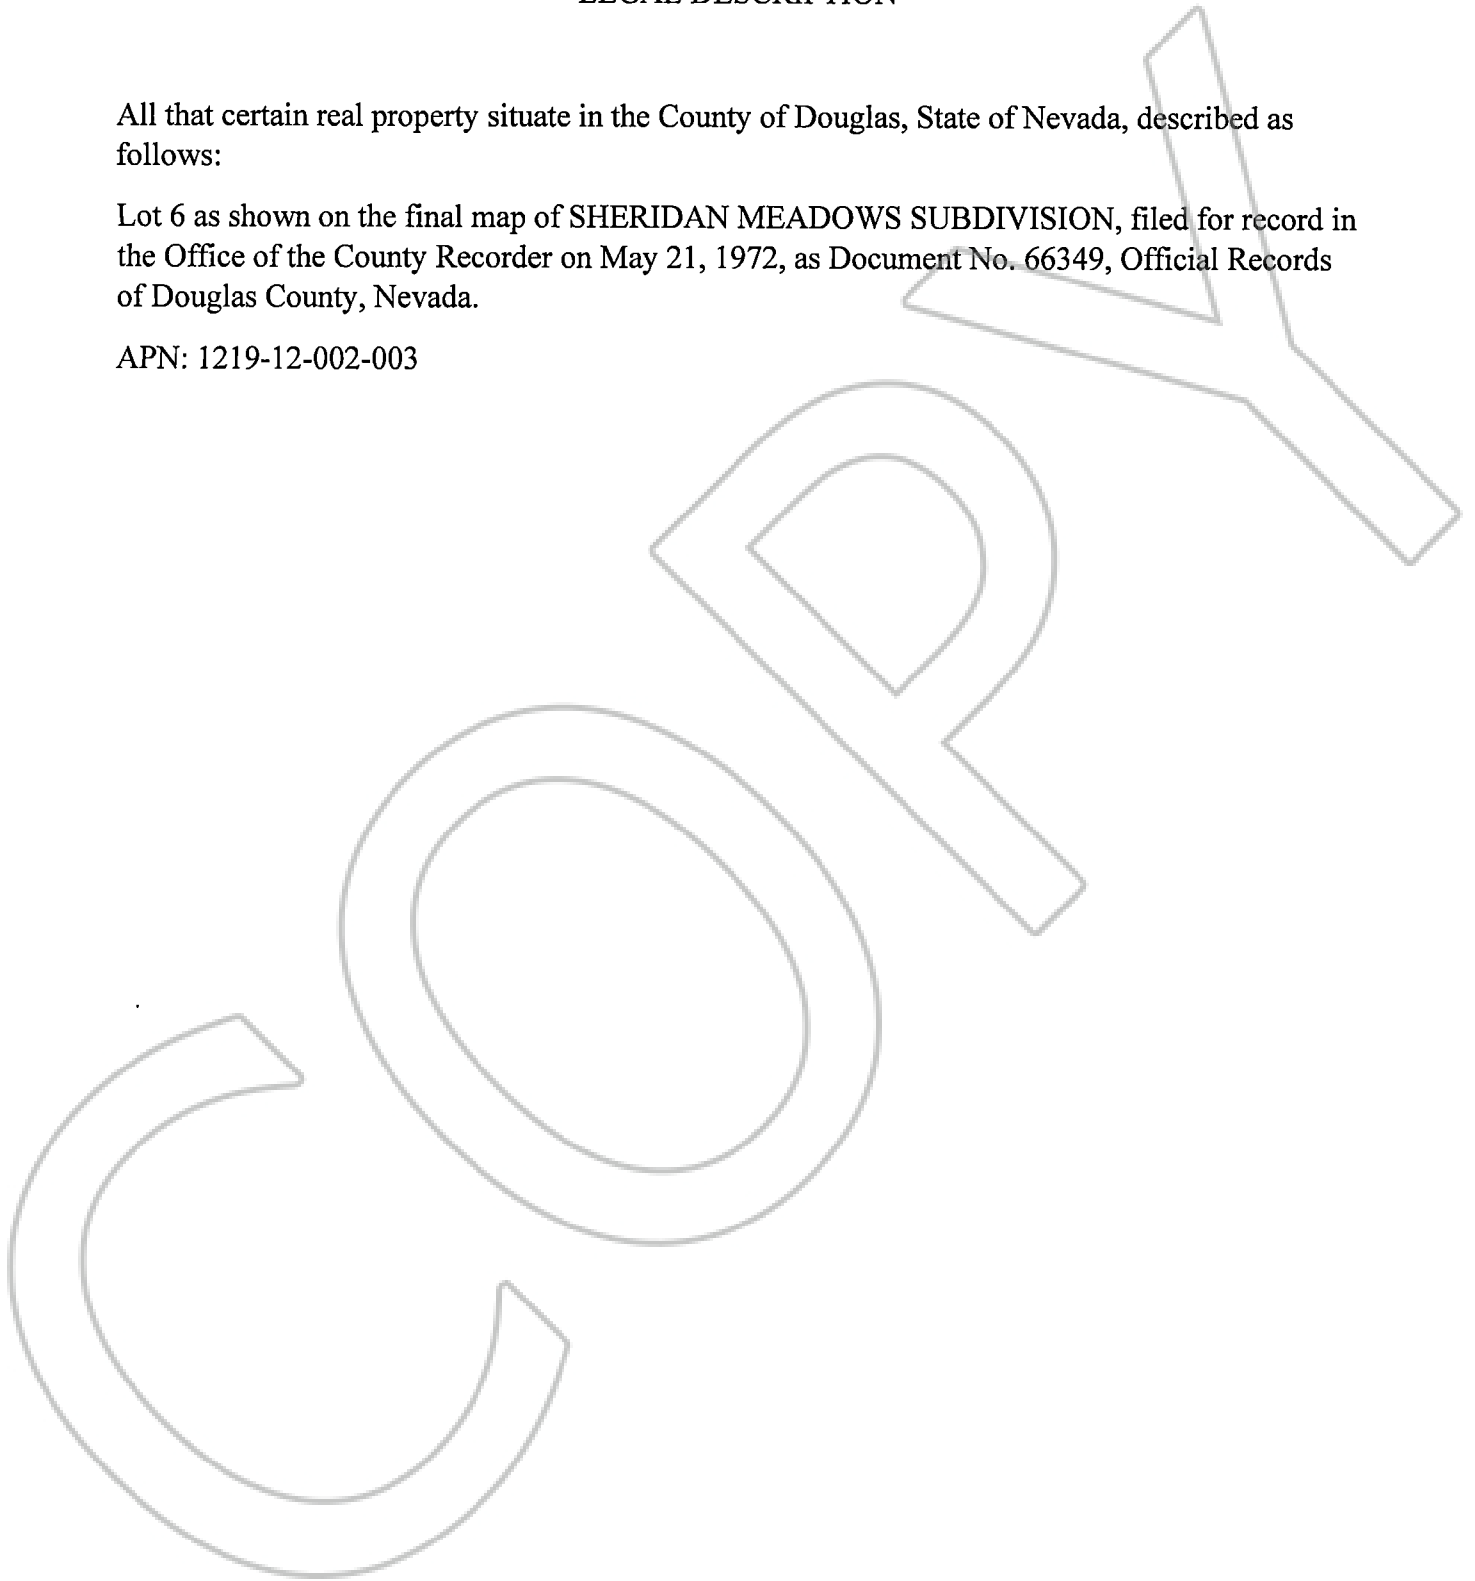 LEGAL DESCRIPTION
All that certain real property situate in the County of Douglas, State of Nevada, described as
follows:
Lot 6 as shown on the final map of SHERIDAN MEADOWS SUBDIVISION, filed for record in
the Office of the County Recorder on May 21, 1972, as Document No. 66349, Official Records
of Douglas County, Nevada.
APN: 1219-12-002-003
COPY